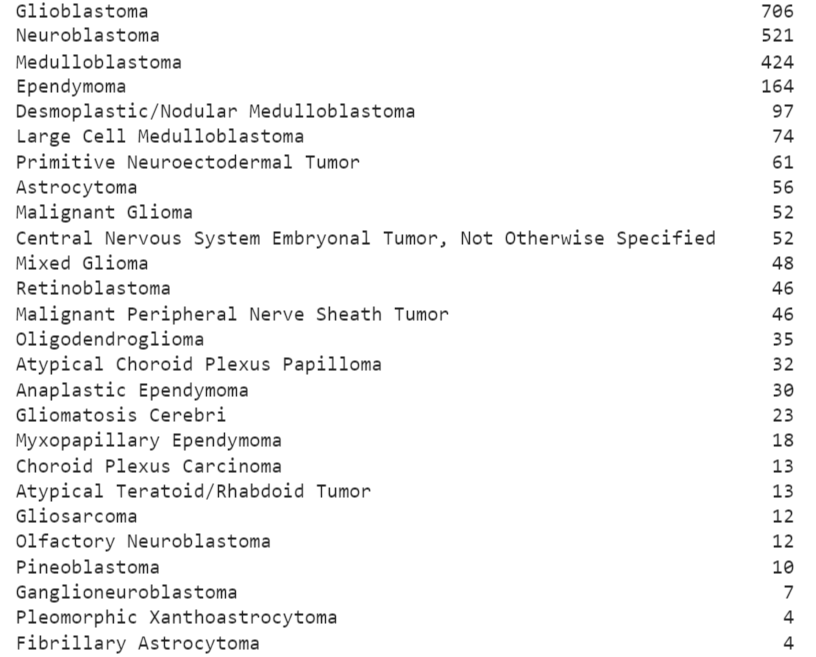 Glioblastoma 706
Neuroblastoma 521
Medulloblastoma 424
Ependymoma 164
Desmoplastic/Nodular Medulloblastoma 97
Large Cell Medulloblastoma 74
Primitive Neuroectodermal Tumor 61
Astrocytoma 56
Malignant Glioma 52
Central Nervous System Embryonal Tumor, Not Otherwise Specified 52
Mixed Glioma 48
Retinoblastoma 46
Malignant Peripheral Nerve Sheath Tumor 46
Oligodendroglioma 35
Atypical Choroid Plexus Papilloma 32
Anaplastic Ependymoma 30
Gliomatosis Cerebri 23
Myxopapillary Ependymoma 18
Choroid Plexus Carcinoma 13
Atypical Teratoid/Rhabdoid Tumor 13
Gliosarcoma 12
Olfactory Neuroblastoma 12
Pineoblastoma 10
Ganglioneuroblastoma 7
Pleomorphic Xanthoastrocytoma 4
Fibrillary Astrocytoma 4